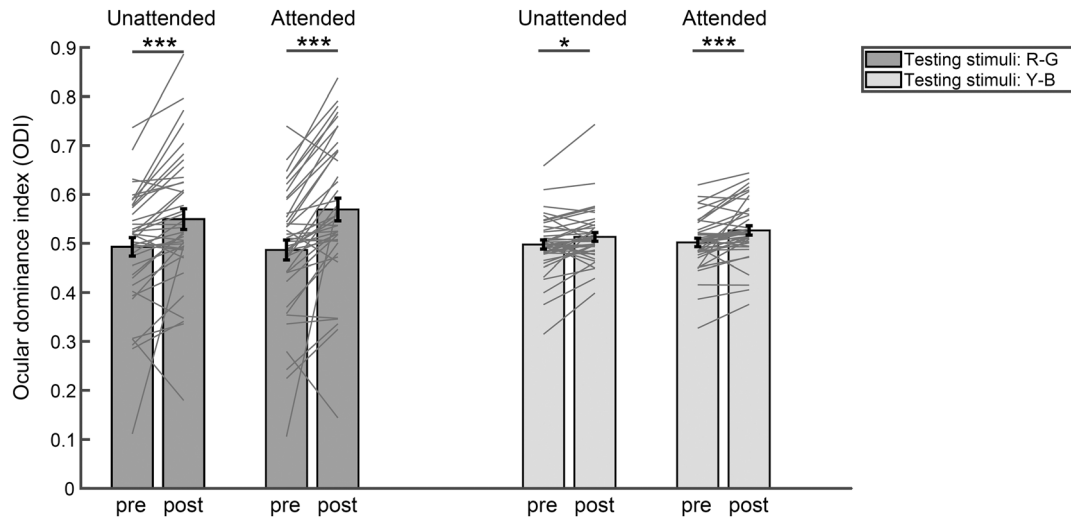 Unattended Attended Unattended Attended
*** *** * ***
Testing stimuli: R-G
Testing stimuli: Y-B
Ocular dominance index (ODI)
0.9
0.8
0.7
0.6
0.5
0.4
0.3
0.2
0.1
0
pre post pre post pre post pre post